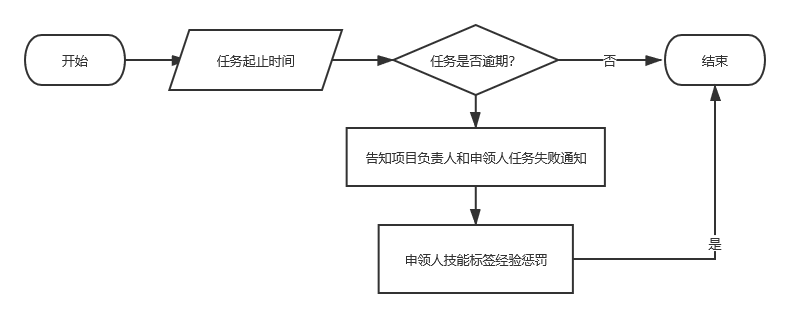 开始
任务起止时间
任务是否逾期?
否
结束
告知项目负责人和申领人任务失败通知
是
申领人技能标签经验惩罚